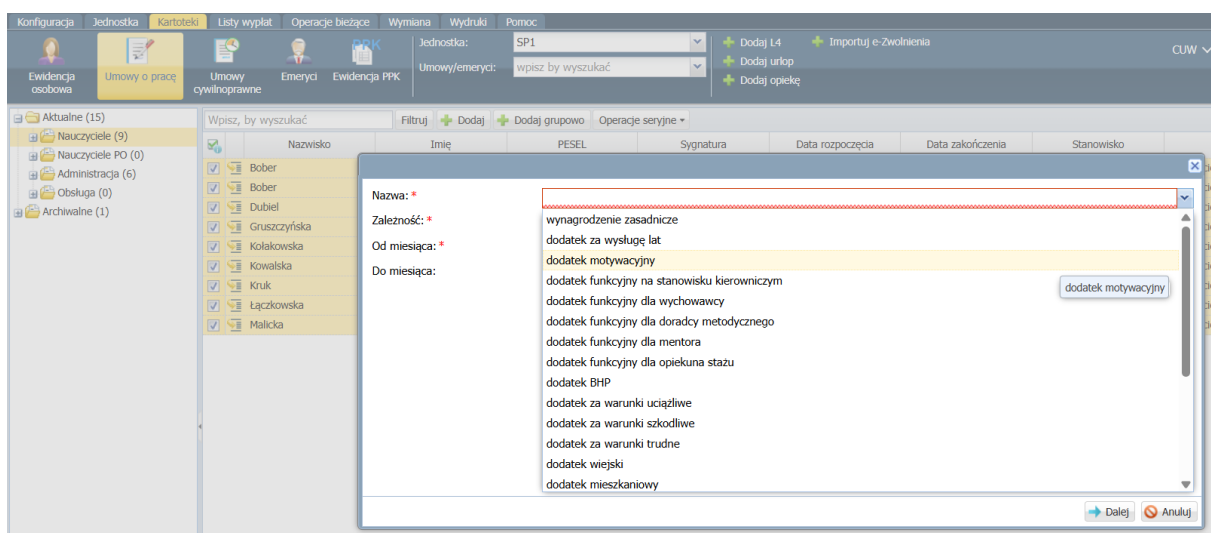 Konfiguracja Jednostka Kartoteki Listy wypłat Operacje bieżące Wymiana Wydruki Pomoc
Ewidencja osobowa
Umowy o pracę
Umowy cywilnoprawne
Emeryci
PPK
Ewidencja PPK
Jednostka: SP1
Umowy/emeryci: wpisz by wyszukać
Dodaj L4 Importuj e-Zwolnienia
Dodaj urlop
Dodaj opiekę
CUW
Aktualne (15)
Nauczyciele (9)
Nauczyciele PO (0)
Administracja (6)
Obsługa (0)
Archiwalne (1)
Wpisz, by wyszukać Filtruj Dodaj Dodaj grupowo Operacje seryjne
Nazwisko Imię PESEL Sygnatura Data rozpoczęcia Data zakończenia Stanowisko
Bober
Bober
Dubiel
Gruszczyńska
Kołakowska
Kowalska
Kruk
Łączkowska
Malicka
Nazwa: *
Zależność: *
Od miesiąca: *
Do miesiąca:
wynagrodzenie zasadnicze
dodatek za wysługę lat
dodatek motywacyjny
dodatek funkcyjny na stanowisku kierowniczym
dodatek motywacyjny
dodatek funkcyjny dla wychowawcy
dodatek funkcyjny dla doradcy metodycznego
dodatek funkcyjny dla mentora
dodatek funkcyjny dla opiekuna stażu
dodatek BHP
dodatek za warunki uciążliwe
dodatek za warunki szkodliwe
dodatek za warunki trudne
dodatek wiejski
dodatek mieszkaniowy
Dalej Anuluj